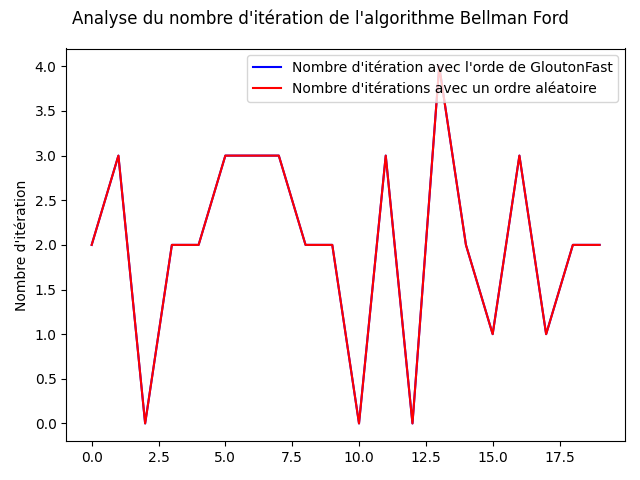 Analyse du nombre d'itération de l'algorithme Bellman Ford
Nombre d'itération avec l'orde de GloutonFast
Nombre d'itérations avec un ordre aléatoire
Nombre d'itération
4.0
3.5
3.0
2.5
2.0
1.5
1.0
0.5
0.0
0.0 2.5 5.0 7.5 10.0 12.5 15.0 17.5